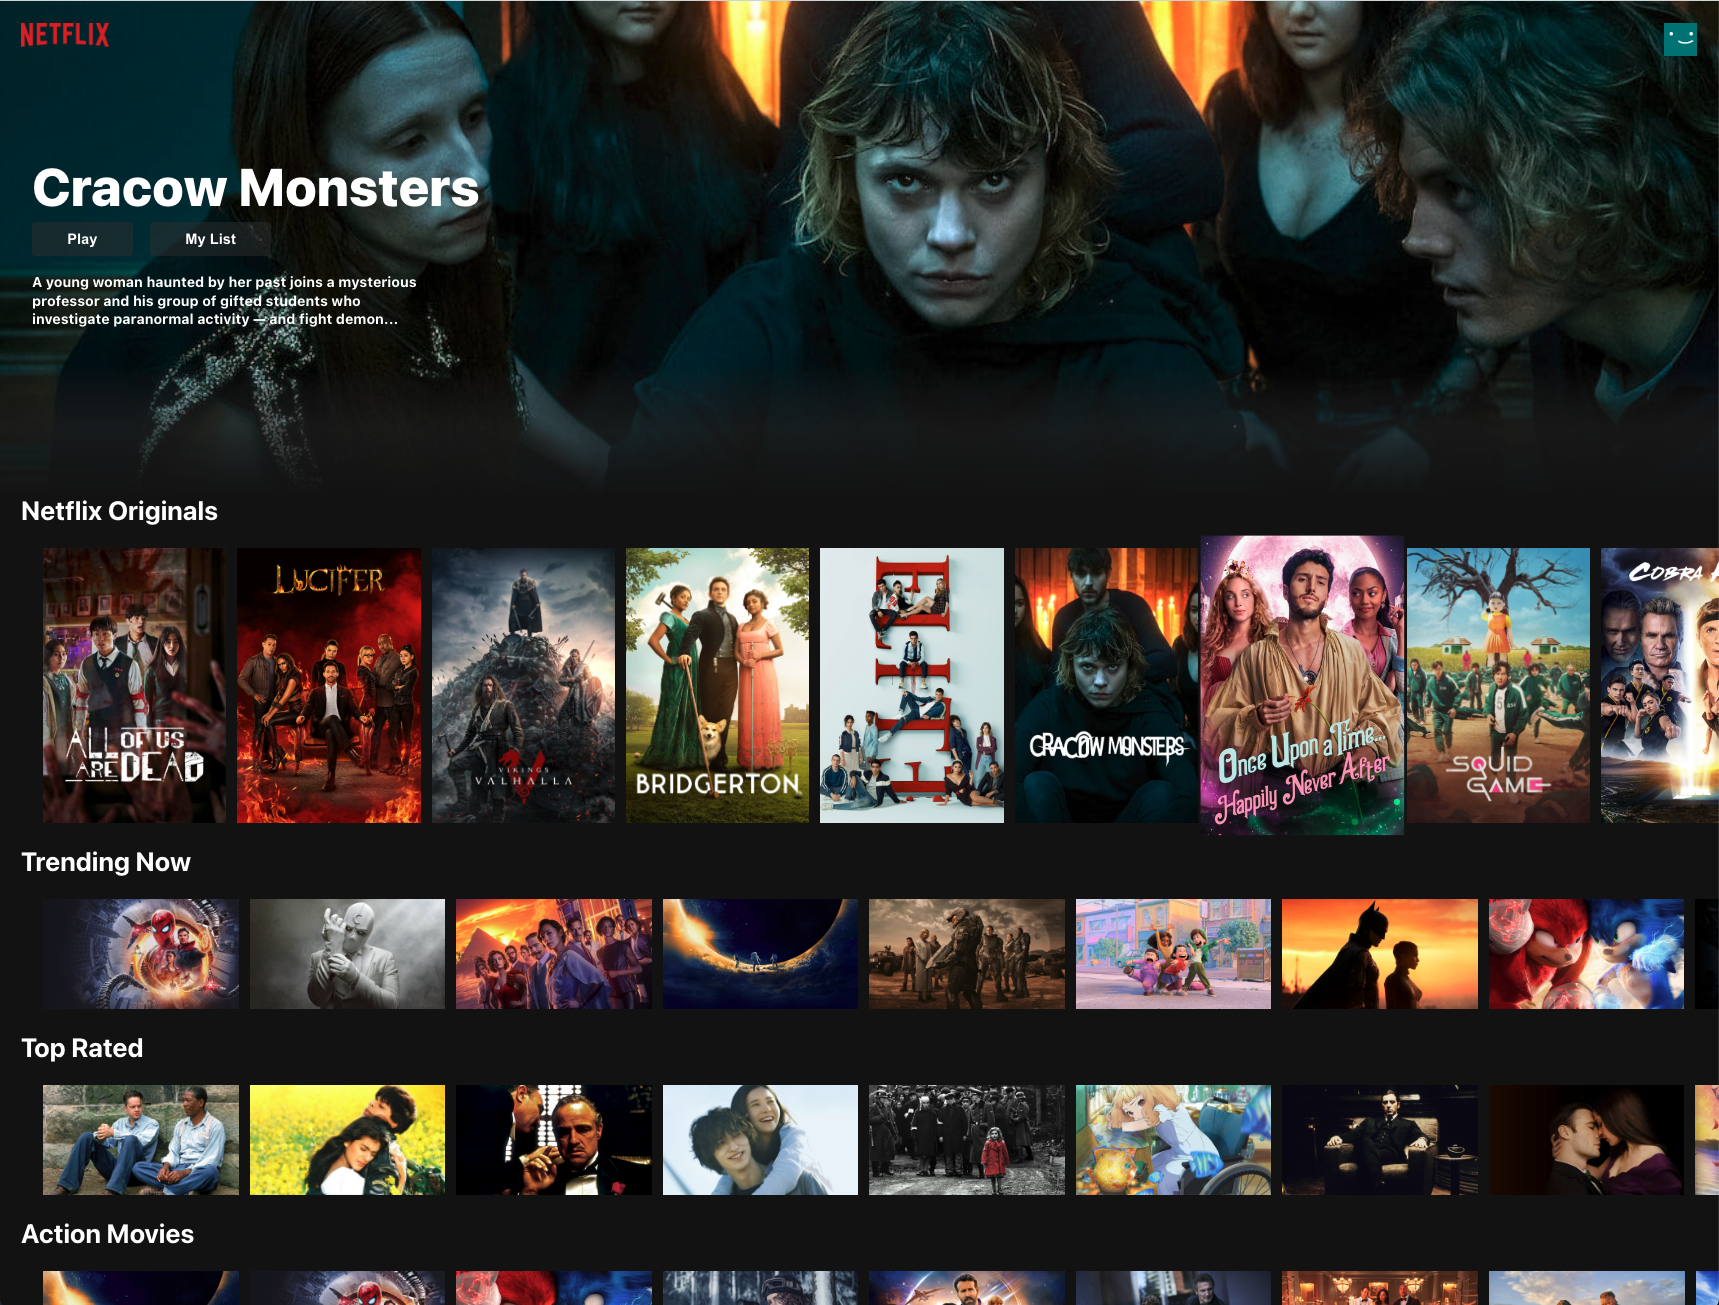 NETFLIX
Cracow Monsters
Play
My List
A young woman haunted by her past joins a mysterious
professor and his group of gifted students who
investigate paranormal activity — and fight demon...
Netflix Originals
ALL OF US
ARE DEAD
LUCIFER
VIKINGS
VALHALLA
BRIDGERTON
ELITE
CRACOW MONSTERS
Once Upon a Time...
Happily Never After
SQUID
GAME
COBRA
Trending Now
Top Rated
Action Movies